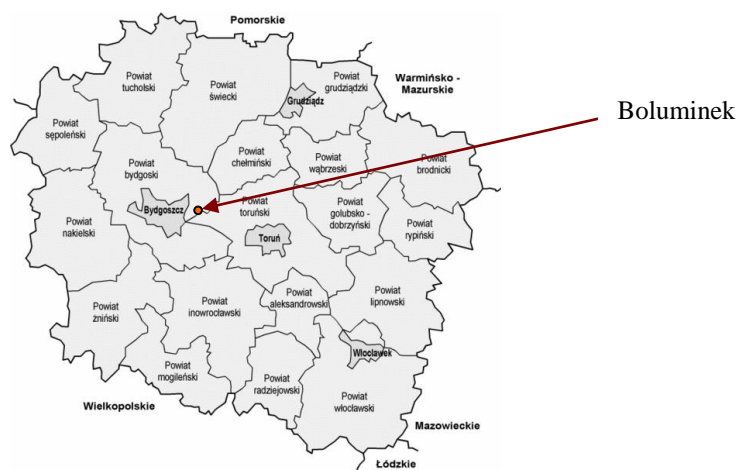 Pomorskie
Powiat
tucholski
Powiat
świecki
Powiat
grudziądzki
Warmińsko -
Mazurskie
Grudziądz
Boluminek
Powiat
sępoleński
Powiat
chełmiński
Powiat
wąbrzeski
Powiat
brodnicki
Powiat
bydgoski
Bydgoszcz
Powiat
toruński
Powiat
golubsko -
dobrzyński
Powiat
rypiński
Powiat
nakielski
Toruń
Powiat
żniński
Powiat
inowrocławski
Powiat
aleksandrowski
Powiat
lipnowski
Włocławek
Powiat
mogileński
Powiat
radziejowski
Powiat
włocławski
Wielkopolskie
Mazowieckie
Łódzkie